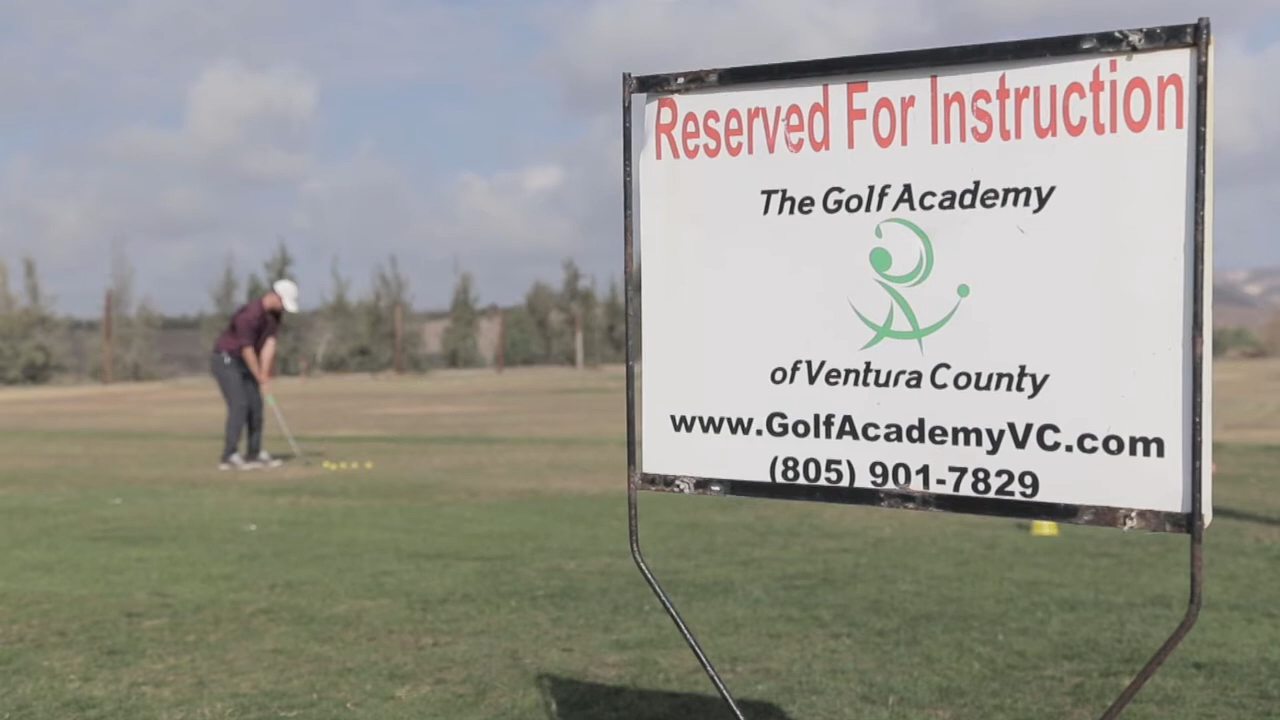 Reserved For Instruction
The Golf Academy
of Ventura County
www.GolfAcademyVC.com
(805) 901-7829